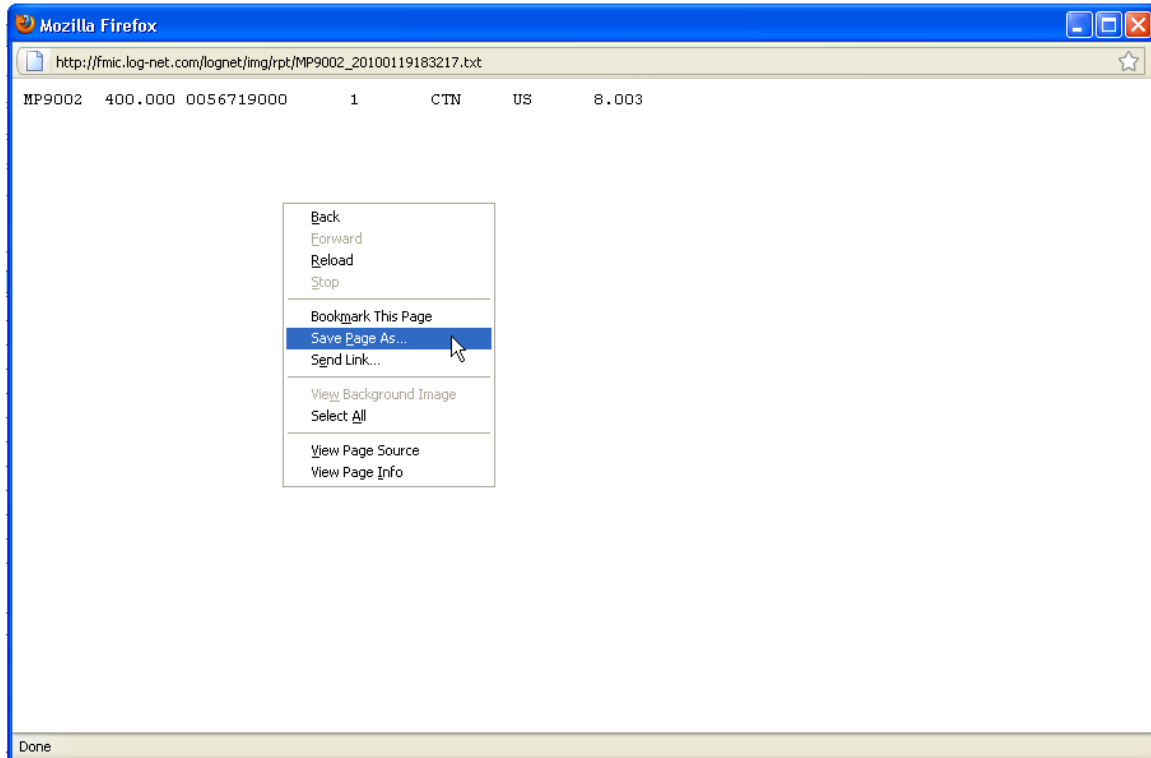 Mozilla Firefox
http://fmic.log-net.com/lognet/img/rpt/MP9002_20100119183217.txt
MP9002 400.000 0056719000 1 CTN US 8.003
Back
Forward
Reload
Stop
Bookmark This Page
Save Page As...
Send Link...
View Background Image
Select All
View Page Source
View Page Info
Done